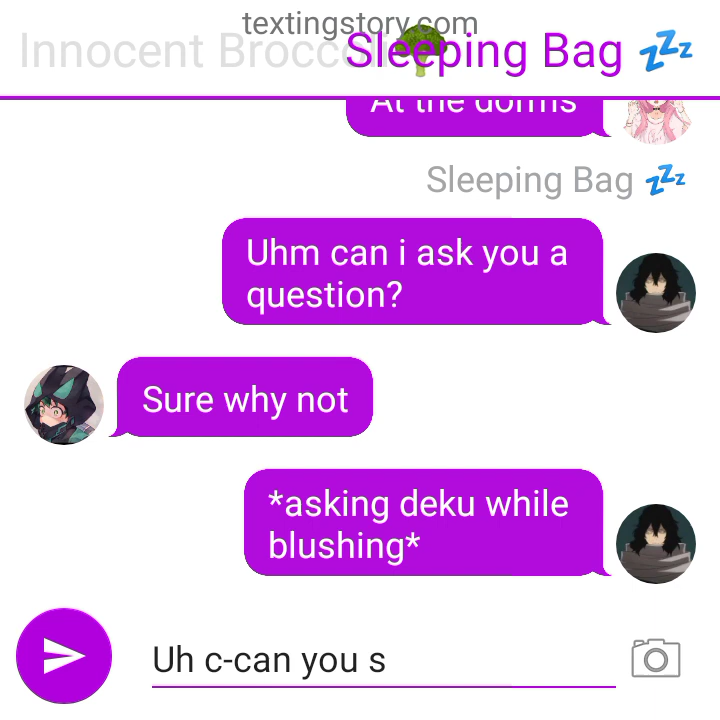 textingstory.com
Innocent Brocco
Sleeping Bag 💤
At the dorms
Sleeping Bag 💤
Uhm can i ask you a
question?
Sure why not
*asking deku while
blushing*
Uh c-can you s